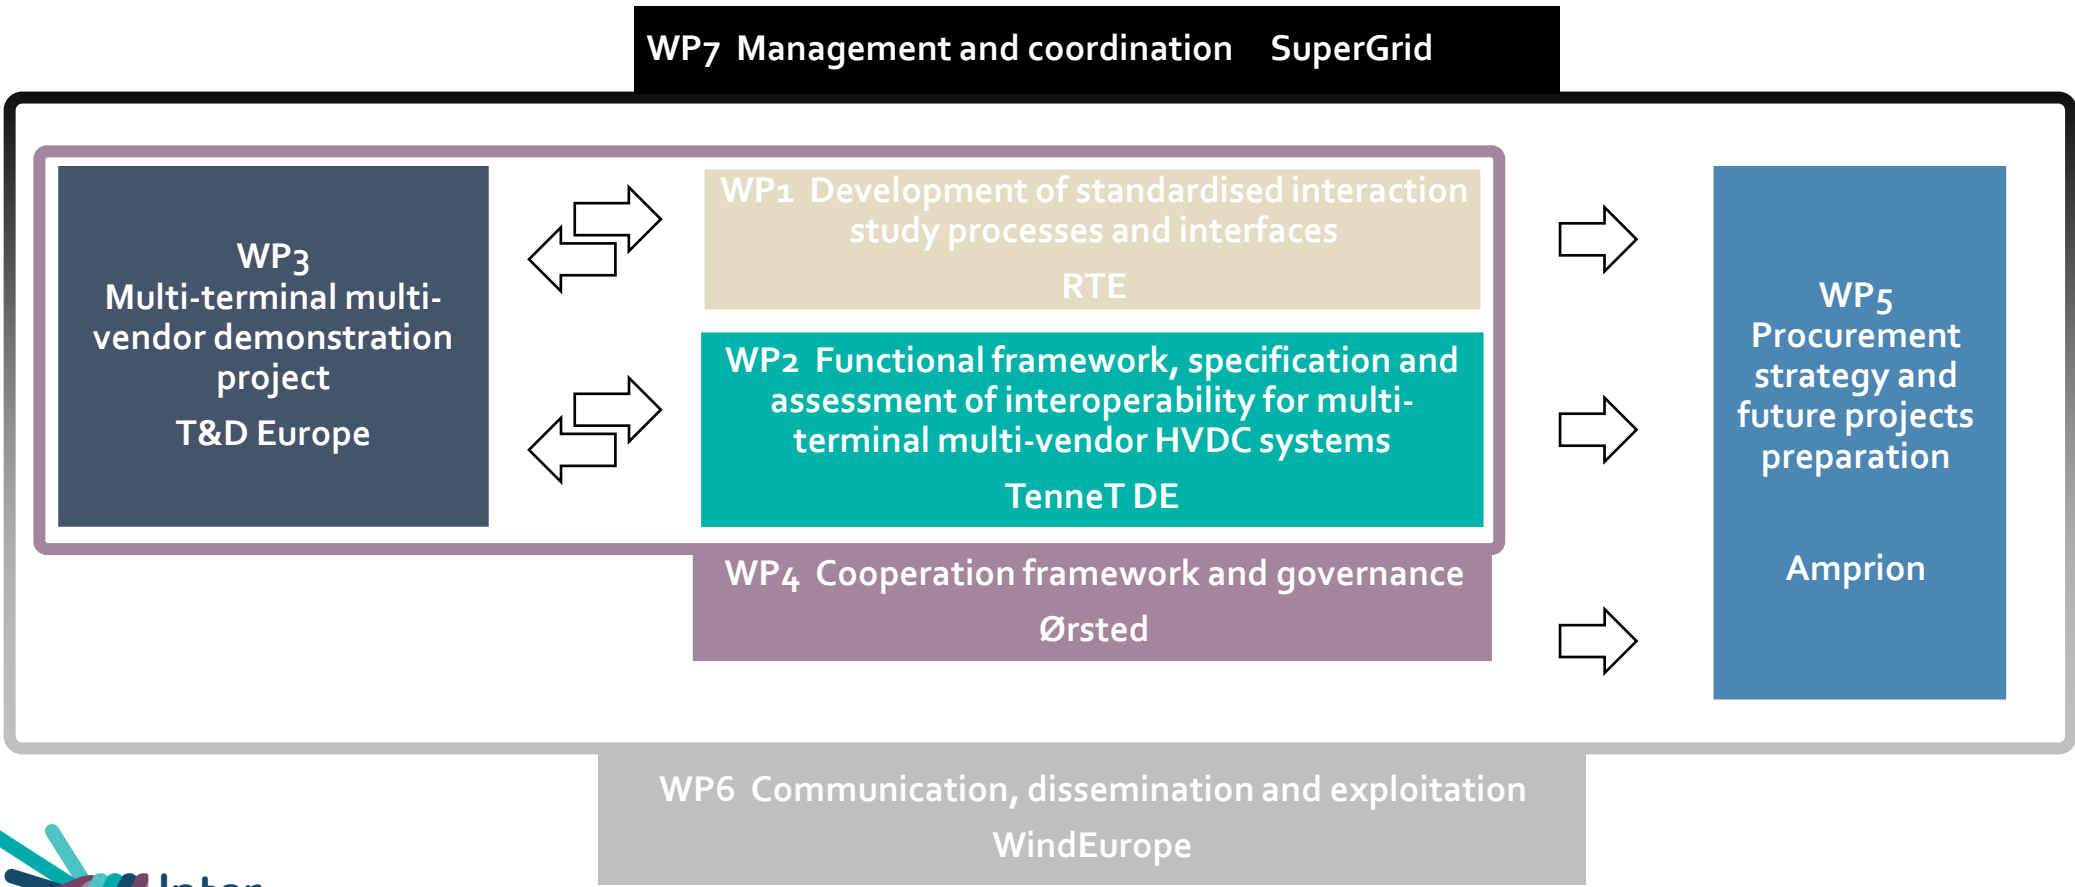 WP7 Management and coordination SuperGrid
WP3
Multi-terminal multi-
vendor demonstration
project
T&D Europe
WP1 Development of standardised interaction
study processes and interfaces
RTE
WP2 Functional framework, specification and
assessment of interoperability for multi-
terminal multi-vendor HVDC systems
TenneT DE
WP4 Cooperation framework and governance
Ørsted
WP5
Procurement
strategy and
future projects
preparation
Amprion
WP6 Communication, dissemination and exploitation
WindEurope
Inter